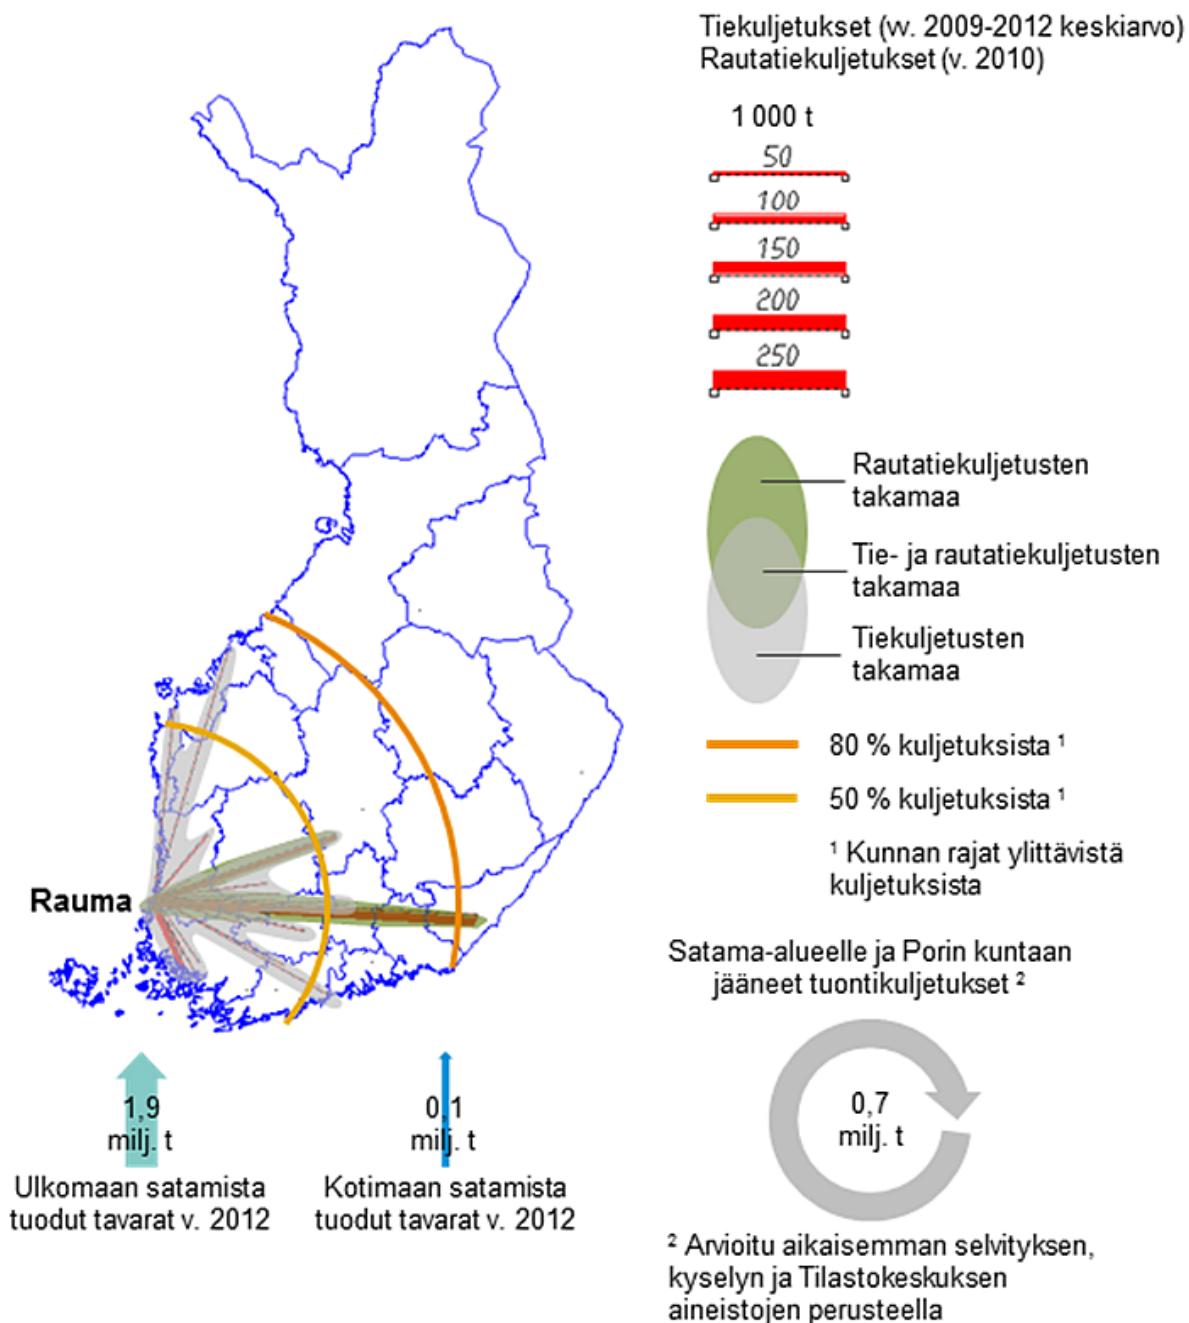 Tiekuljetukset (vv. 2009-2012 keskiarvo)
Rautatiekuljetukset (v. 2010)
1 000 t
50
100
150
200
250
Rautatiekuljetusten
takamaa
Tie- ja rautatiekuljetusten
takamaa
Tiekuljetusten
takamaa
80 % kuljetuksista ¹
50 % kuljetuksista ¹
¹ Kunnan rajat ylittävistä
kuljetuksista
Rauma
Satama-alueelle ja Porin kuntaan
jääneet tuontikuljetukset ²
0,7
milj. t
² Arvioitu aikaisemman selvityksen,
kyselyn ja Tilastokeskuksen
aineistojen perusteella
1,9
milj. t
Ulkomaan satamista
tuodut tavarat v. 2012
0,1
milj. t
Kotimaan satamista
tuodut tavarat v. 2012